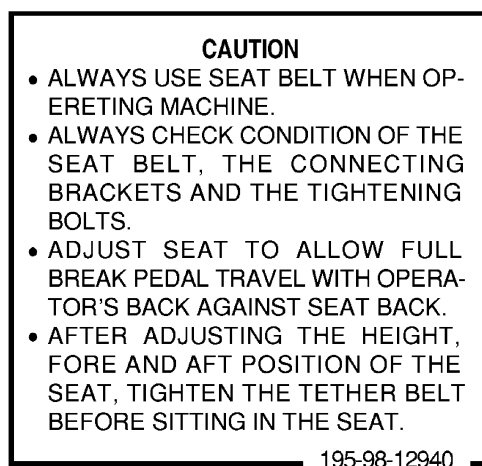 CAUTION
• ALWAYS USE SEAT BELT WHEN OP-
ERETING MACHINE.
• ALWAYS CHECK CONDITION OF THE
SEAT BELT, THE CONNECTING
BRACKETS AND THE TIGHTENING
BOLTS.
• ADJUST SEAT TO ALLOW FULL
BREAK PEDAL TRAVEL WITH OPERA-
TOR'S BACK AGAINST SEAT BACK.
• AFTER ADJUSTING THE HEIGHT,
FORE AND AFT POSITION OF THE
SEAT, TIGHTEN THE TETHER BELT
BEFORE SITTING IN THE SEAT.
195-98-12940